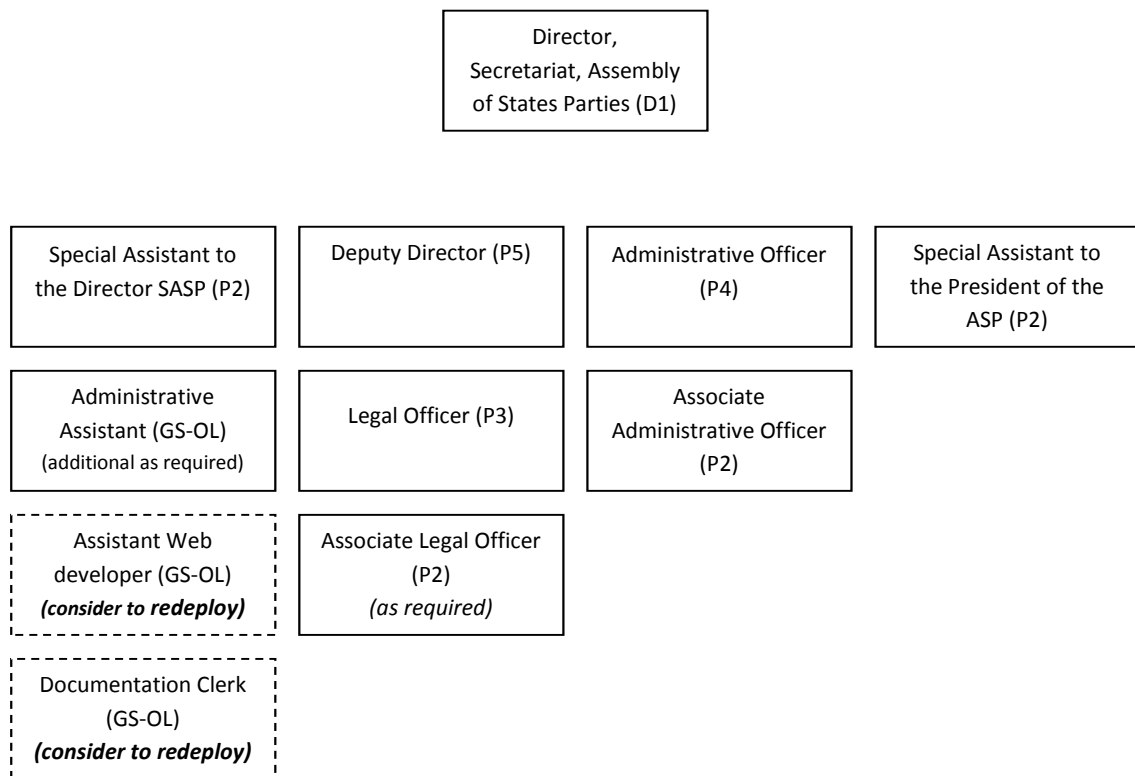 Director,
Secretariat, Assembly
of States Parties (D1)
Special Assistant to
the Director SASP (P2)
Deputy Director (P5)
Administrative Officer
(P4)
Special Assistant to
the President of the
ASP (P2)
Administrative
Assistant (GS-OL)
(additional as required)
Legal Officer (P3)
Associate
Administrative Officer
(P2)
Assistant Web
developer (GS-OL)
(consider to redeploy)
Associate Legal Officer
(P2)
(as required)
Documentation Clerk
(GS-OL)
(consider to redeploy)